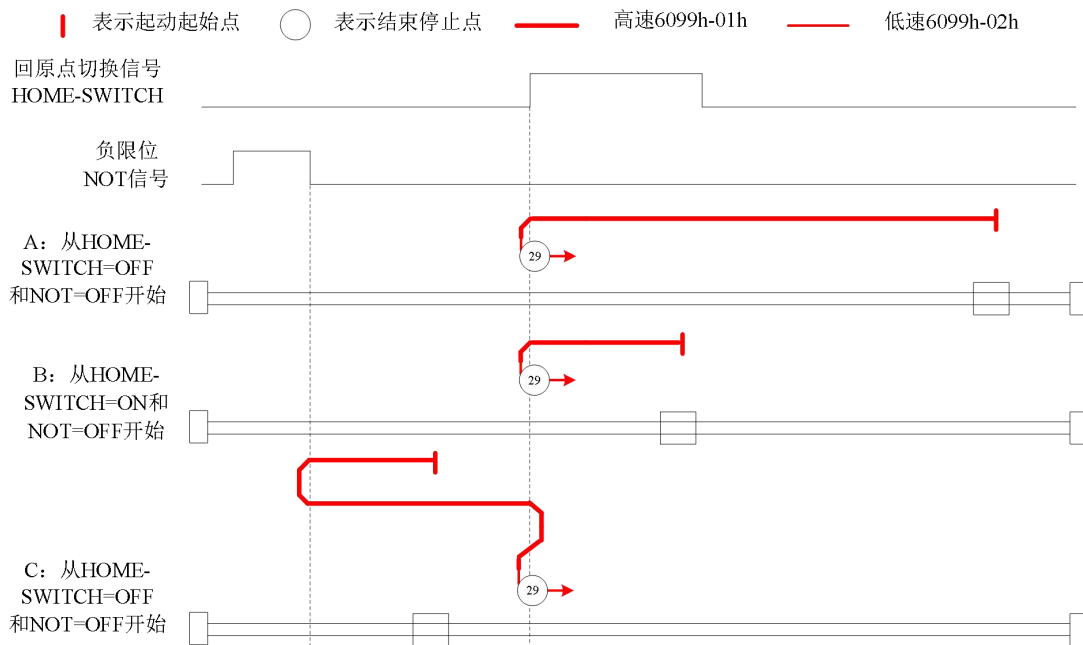 表示起动起始点
表示结束停止点
高速6099h-01h
低速6099h-02h
回原点切换信号
HOME-SWITCH
负限位
NOT信号
A：从HOME-
SWITCH=OFF
和NOT=OFF开始
29
B：从HOME-
SWITCH=ON和
NOT=OFF开始
29
C：从HOME-
SWITCH=OFF
和NOT=OFF开始
29